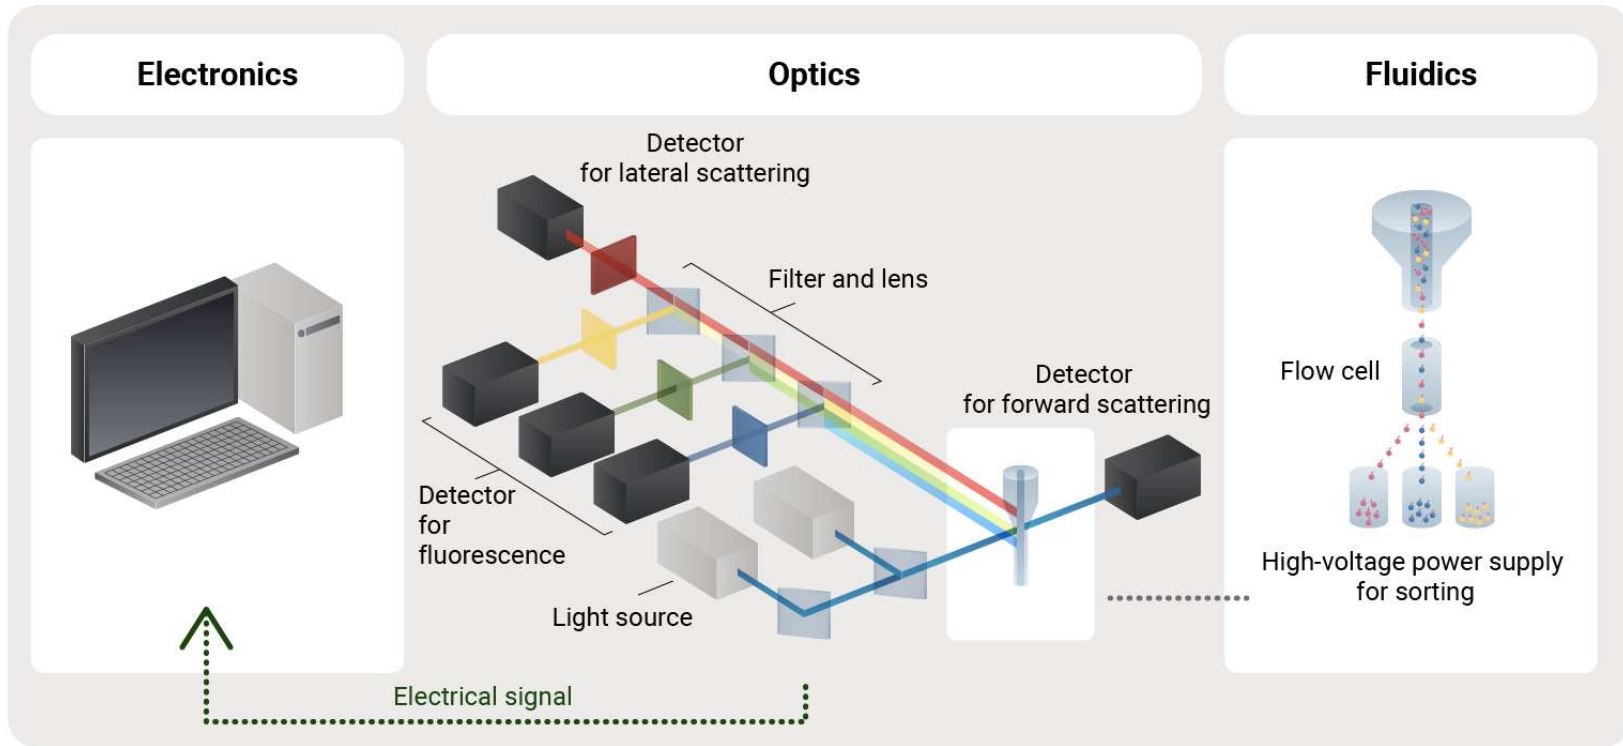 Electronics
Optics
Fluidics
Detector
for lateral scattering
Filter and lens
Detector
for forward scattering
Flow cell
Detector
for
fluorescence
Light source
High-voltage power supply
for sorting
Electrical signal